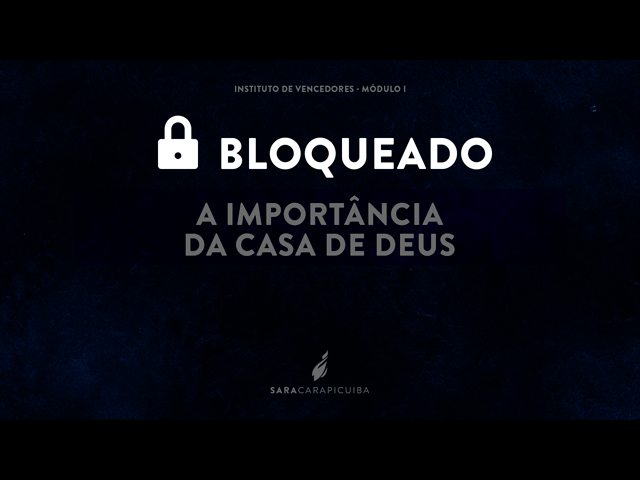 INSTITUTO DE VENCEDORES - MÓDULO I
BLOQUEADO
A IMPORTÂNCIA
DA CASA DE DEUS
SARACARAPICUIBA